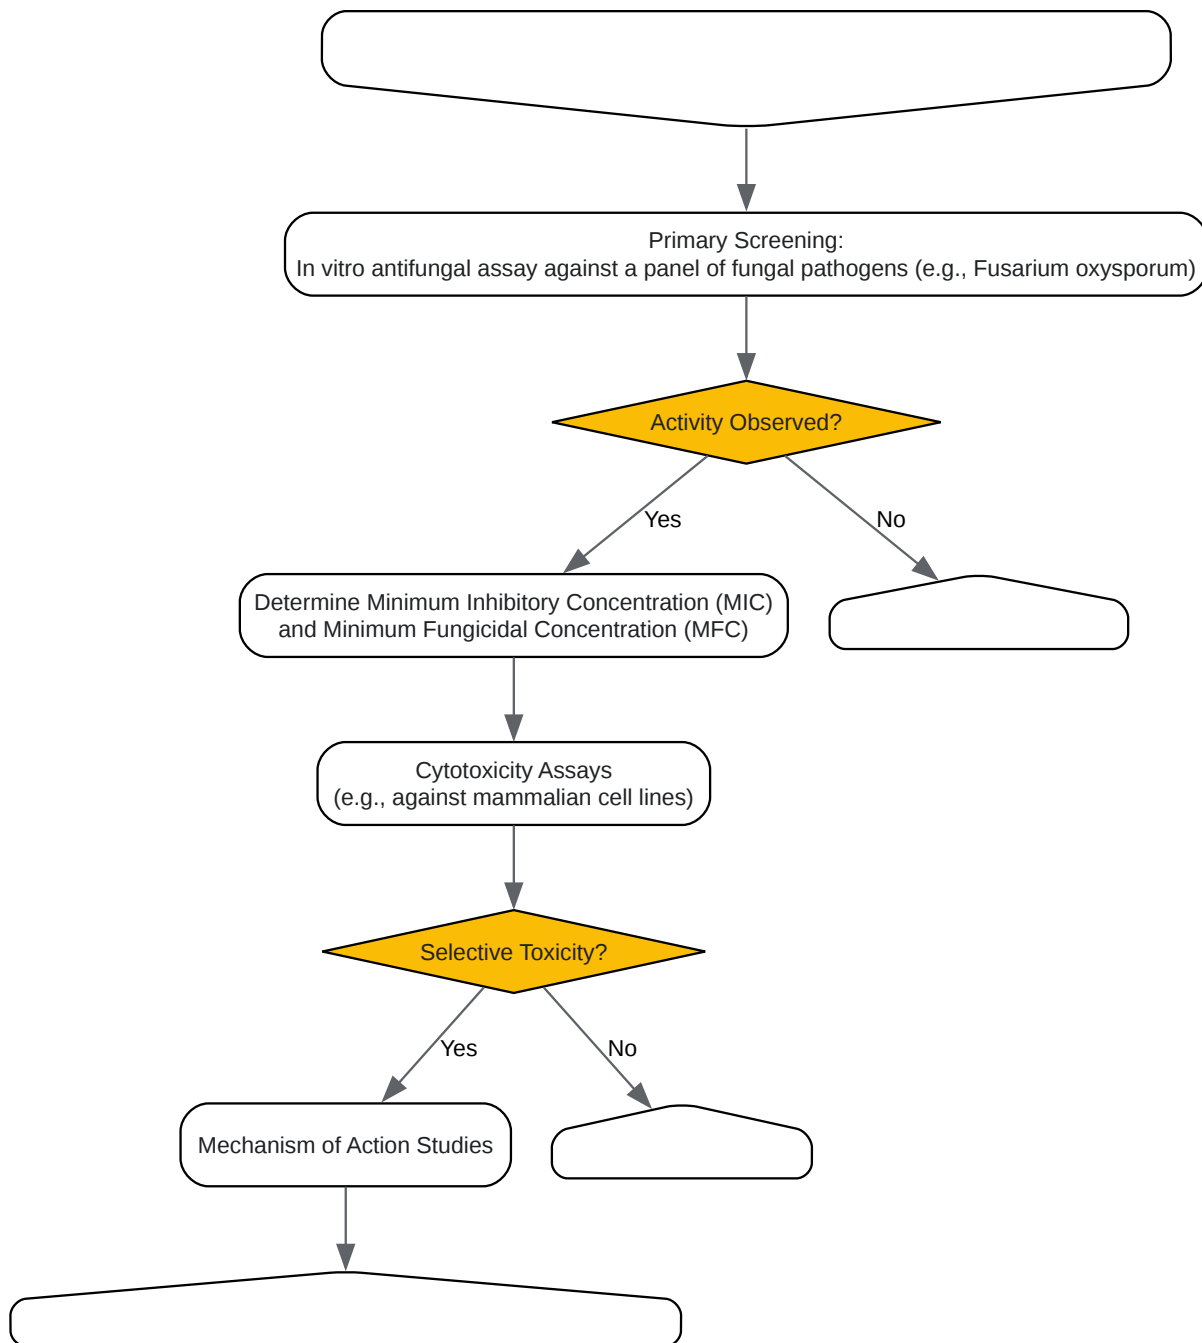 Primary Screening:
In vitro antifungal assay against a panel of fungal pathogens (e.g., Fusarium oxysporum)
Activity Observed?
Yes
No
Determine Minimum Inhibitory Concentration (MIC)
and Minimum Fungicidal Concentration (MFC)
Cytotoxicity Assays
(e.g., against mammalian cell lines)
Selective Toxicity?
Yes
No
Mechanism of Action Studies